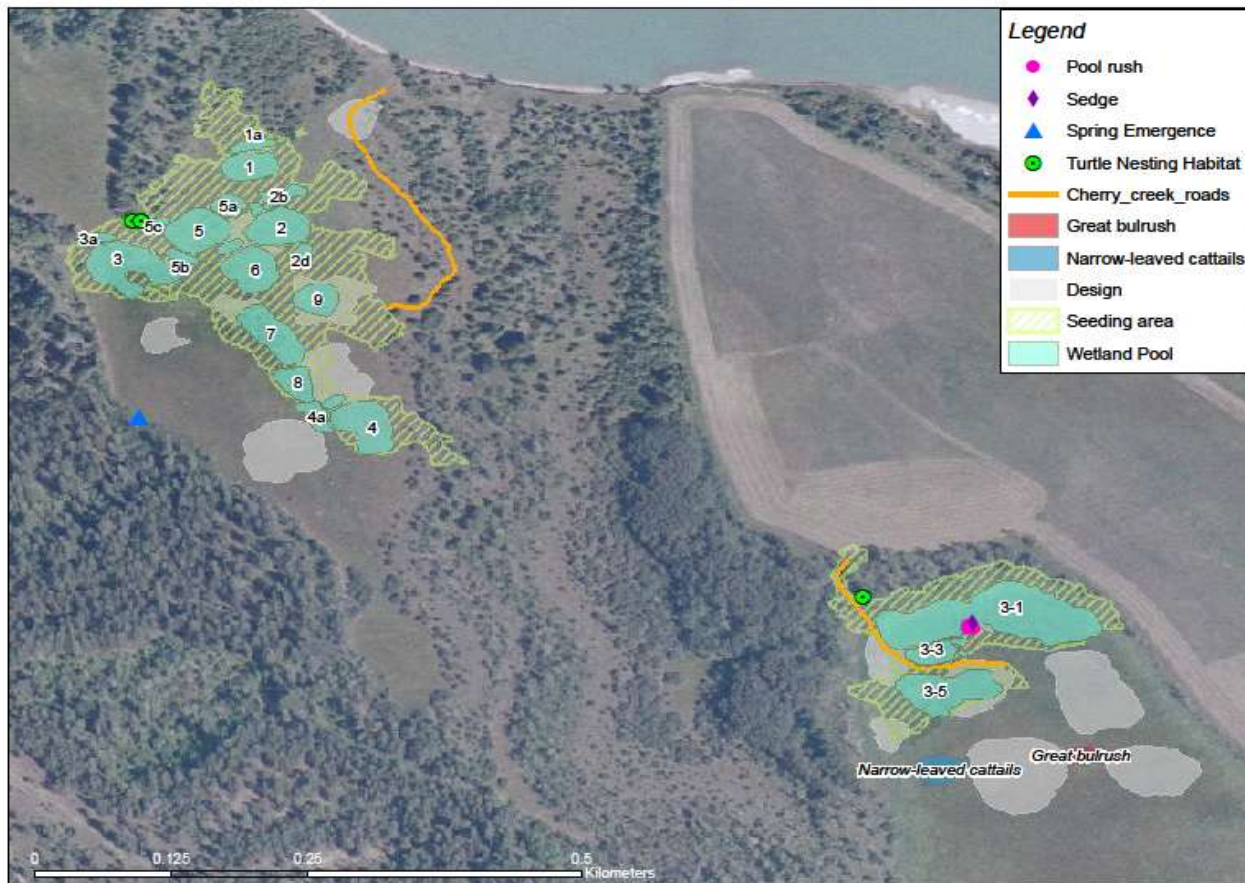 Legend
Pool rush
Sedge
Spring Emergence
Turtle Nesting Habitat
Cherry_creek_roads
Great bulrush
Narrow-leaved cattails
Design
Seeding area
Wetland Pool
1a
1
2b
5a
5c
5
2
3a
3
5b
6
2d
9
7
8
4a
4
3-1
3-3
3-5
Great bulrush
Narrow-leaved cattails
0 0.125 0.25 0.5
Kilometers